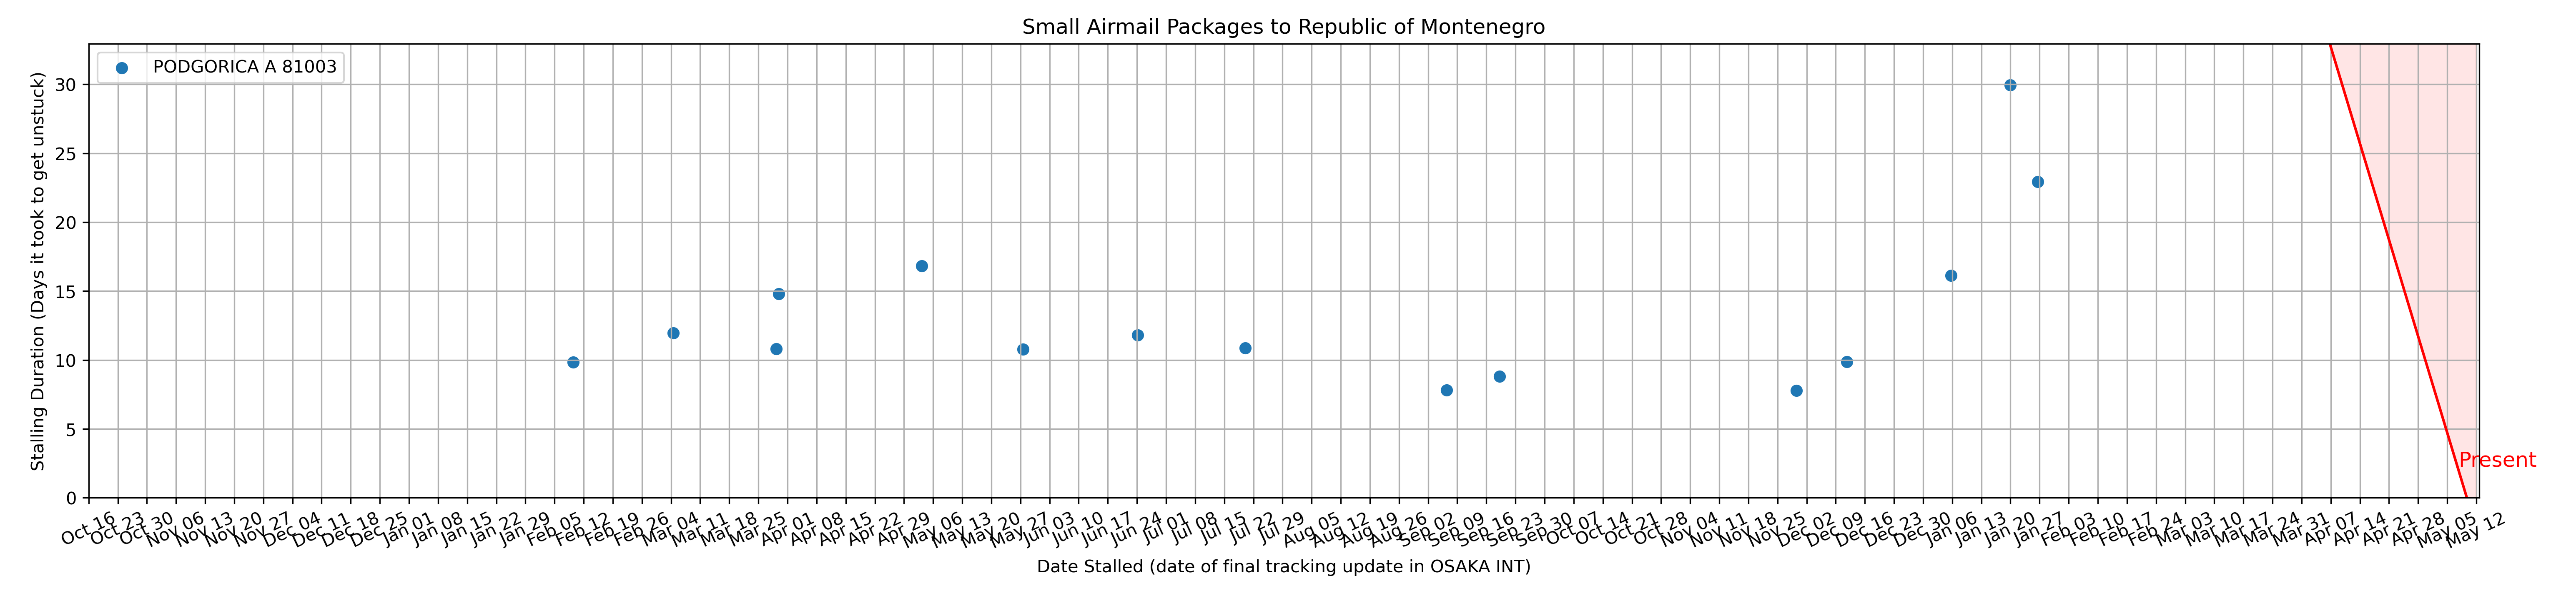 Small Airmail Packages to Republic of Montenegro
PODGORICA A 81003
Stalling Duration (Days it took to get unstuck)
30
25
20
15
10
5
0
Present
Oct 16
Oct 23
Oct 30
Nov 06
Nov 13
Nov 20
Nov 27
Dec 04
Dec 11
Dec 18
Dec 25
Jan 01
Jan 08
Jan 15
Jan 22
Jan 29
Feb 05
Feb 12
Feb 19
Feb 26
Mar 04
Mar 11
Mar 18
Mar 25
Apr 01
Apr 08
Apr 15
Apr 22
Apr 29
May 06
May 13
May 20
May 27
Jun 03
Jun 10
Jun 17
Jun 24
Jul 01
Jul 08
Jul 15
Jul 22
Jul 29
Aug 05
Aug 12
Aug 19
Aug 26
Sep 02
Sep 09
Sep 16
Sep 23
Sep 30
Oct 07
Oct 14
Oct 21
Oct 28
Nov 04
Nov 11
Nov 18
Nov 25
Dec 02
Dec 09
Dec 16
Dec 23
Dec 30
Jan 06
Jan 13
Jan 20
Jan 27
Feb 03
Feb 10
Feb 17
Feb 24
Mar 03
Mar 10
Mar 17
Mar 24
Mar 31
Apr 07
Apr 14
Apr 21
Apr 28
May 05
May 12
Date Stalled (date of final tracking update in OSAKA INT)